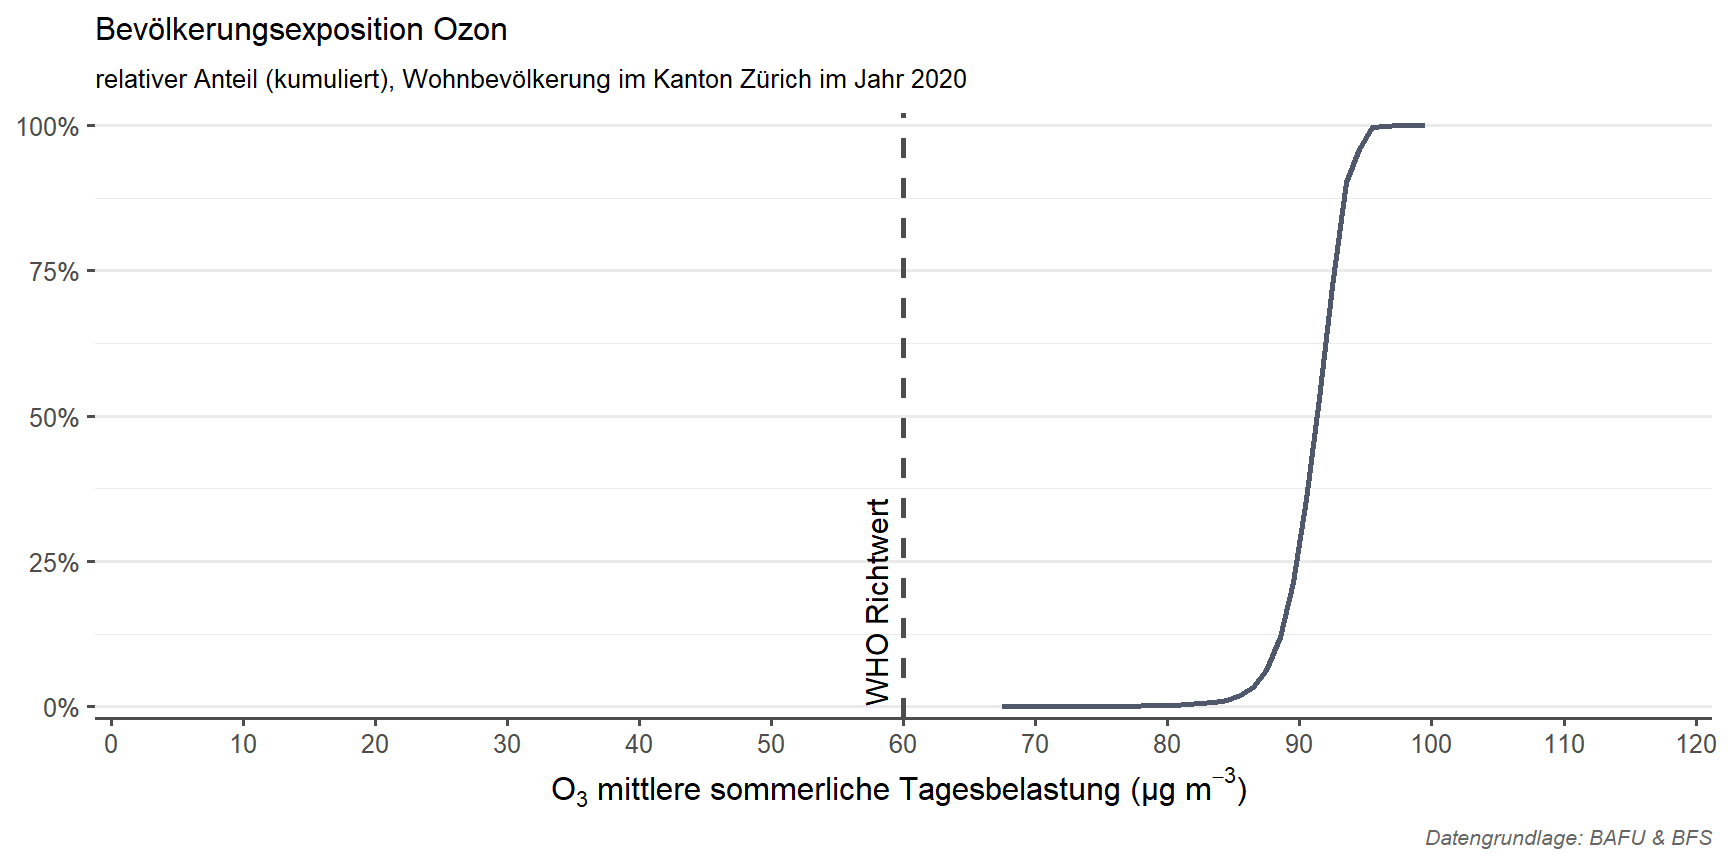 Bevölkerungsexposition Ozon
relativer Anteil (kumuliert), Wohnbevölkerung im Kanton Zürich im Jahr 2020
100%
75%
50%
25%
0%
WHO Richtwert
0 10 20 30 40 50 60 70 80 90 100 110 120
O₃ mittlere sommerliche Tagesbelastung (µg m⁻³)
Datengrundlage: BAFU & BFS